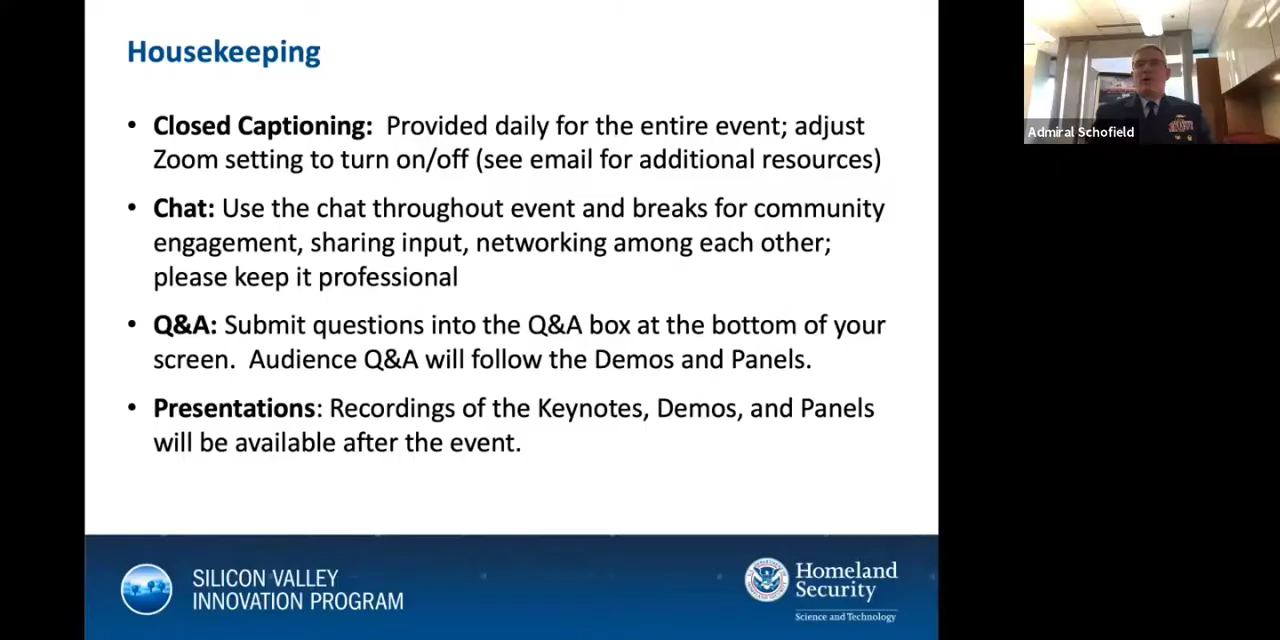 Housekeeping
• Closed Captioning:  Provided daily for the entire event; adjust
Zoom setting to turn on/off (see email for additional resources)
• Chat: Use the chat throughout event and breaks for community
engagement, sharing input, networking among each other;
please keep it professional
• Q&A: Submit questions into the Q&A box at the bottom of your
screen.  Audience Q&A will follow the Demos and Panels.
• Presentations: Recordings of the Keynotes, Demos, and Panels
will be available after the event.
SILICON VALLEY
INNOVATION PROGRAM
Homeland
Security
Science and Technology
Admiral Schofield